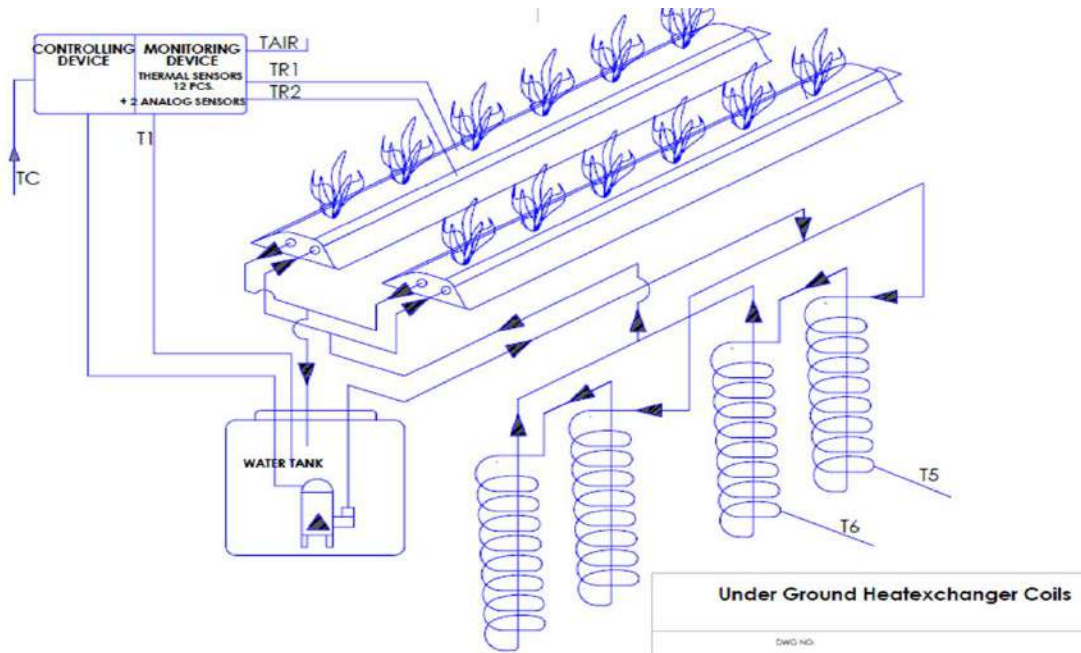 CONTROLLING
DEVICE
MONITORING
DEVICE
THERMAL SENSORS
12 PCS.
+ 2 ANALOG SENSORS
TAIR
TR1
TR2
T1
TC
WATER TANK
T5
T6
Under Ground Heatexchanger Coils
DWG NO: